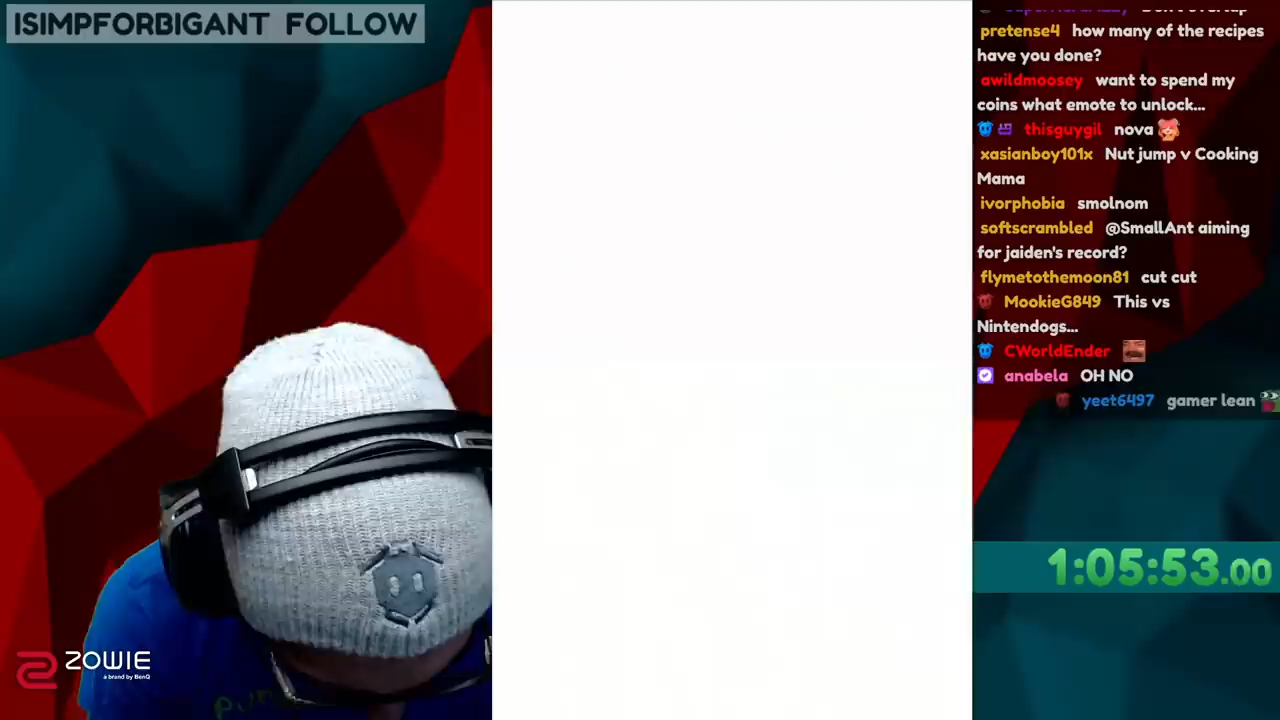 ISIMPFORBIGANT FOLLOW
pretense4 how many of the recipes
have you done?
awildmoosey want to spend my
coins what emote to unlock...
thisguygil nova
xasianboy101x Nut jump v Cooking
Mama
ivorphobia smolnom
softscrambled @SmallAnt aiming
for jaiden's record?
flymetothemoon81 cut cut
MookieG849 This vs
Nintendogs...
CWorldEnder
anabela OH NO
yeet6497 gamer lean
1:05:53.00
ZOWIE
a brand by BenQ